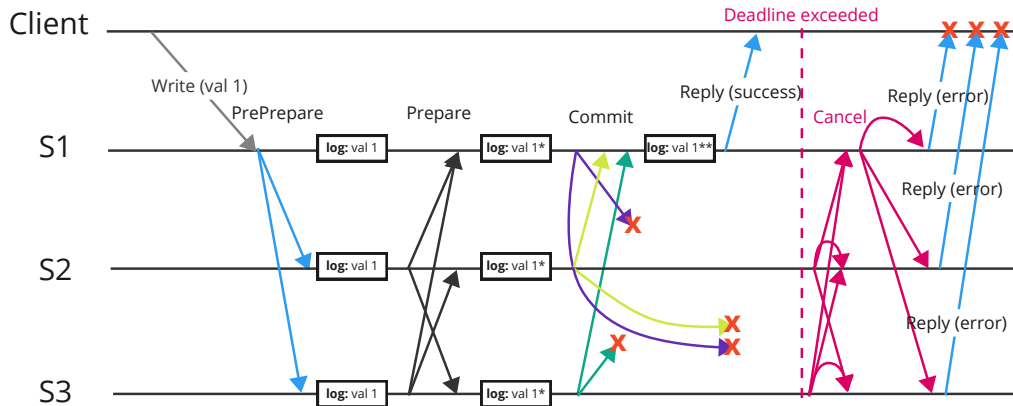 Client
Deadline exceeded
X X X
Write (val 1)
Reply (success)
Reply (error)
PrePrepare
Prepare
Commit
Cancel
S1
log: val 1
log: val 1*
log: val 1**
Reply (error)
X
S2
log: val 1
log: val 1*
X
Reply (error)
X
X
S3
log: val 1
log: val 1*